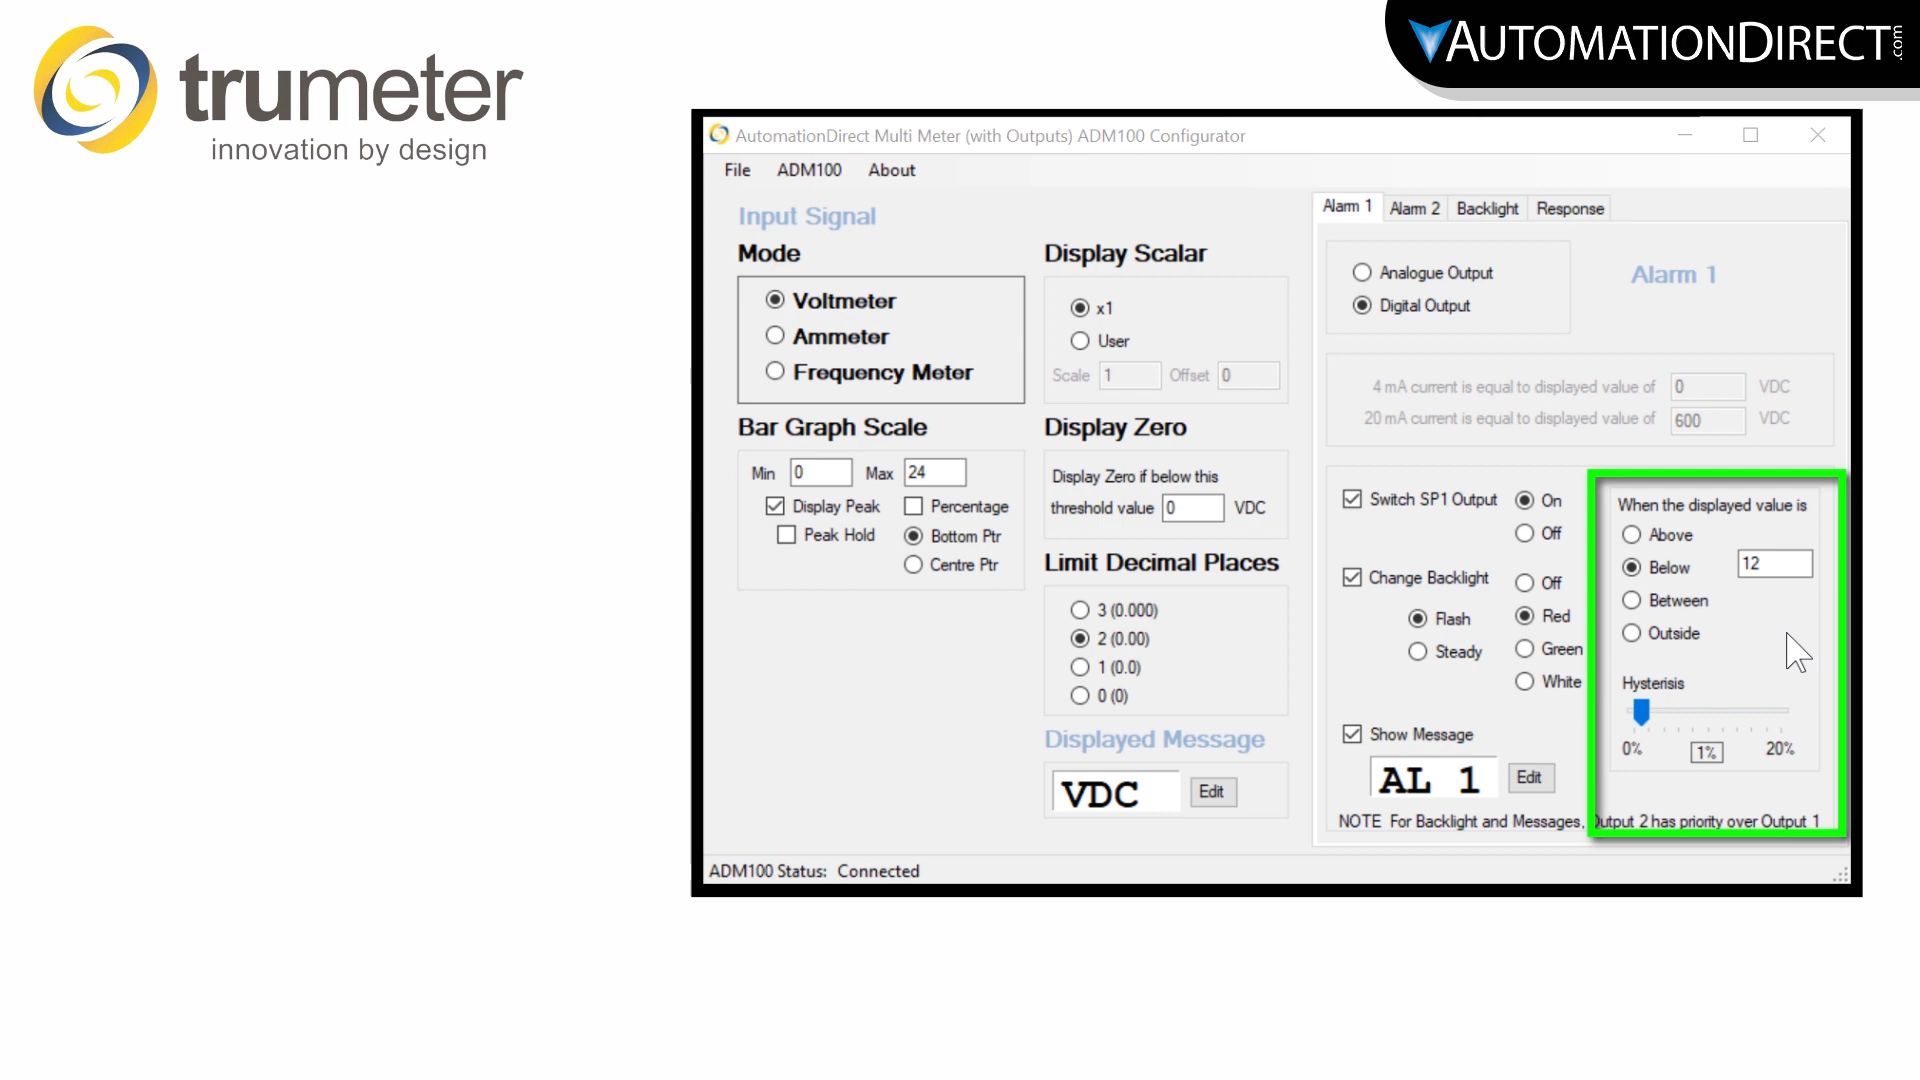 trumeter
innovation by design
AUTOMATIONDIRECT.com
AutomationDirect Multi Meter (with Outputs) ADM100 Configurator
File ADM100 About
Input Signal
Mode
Voltmeter
Ammeter
Frequency Meter
Bar Graph Scale
Min 0 Max 24
Display Peak Percentage
Peak Hold Bottom Ptr
Centre Ptr
Display Scalar
x1
User
Scale 1 Offset 0
Display Zero
Display Zero if below this
threshold value 0 VDC
Limit Decimal Places
3 (0.000)
2 (0.00)
1 (0.0)
0 (0)
Displayed Message
VDC Edit
Alarm 1 Alarm 2 Backlight Response
Analogue Output
Digital Output
Alarm 1
4 mA current is equal to displayed value of 0 VDC
20 mA current is equal to displayed value of 600 VDC
Switch SP1 Output On
Off
Change Backlight Off
Flash Red
Steady Green
White
Show Message
AL 1 Edit
When the displayed value is
Above
Below 12
Between
Outside
Hysterisis
0% 1% 20%
NOTE For Backlight and Messages, Output 2 has priority over Output 1
ADM100 Status: Connected